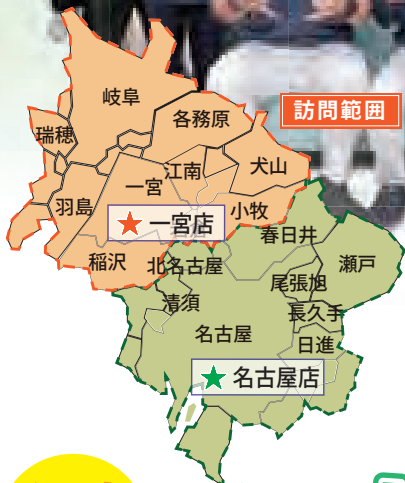 訪問範囲
岐阜
各務原
瑞穂
江南
犬山
一宮
羽島
小牧
★ 一宮店
春日井
稲沢
北名古屋
瀬戸
尾張旭
清須
長久手
名古屋
日進
★ 名古屋店